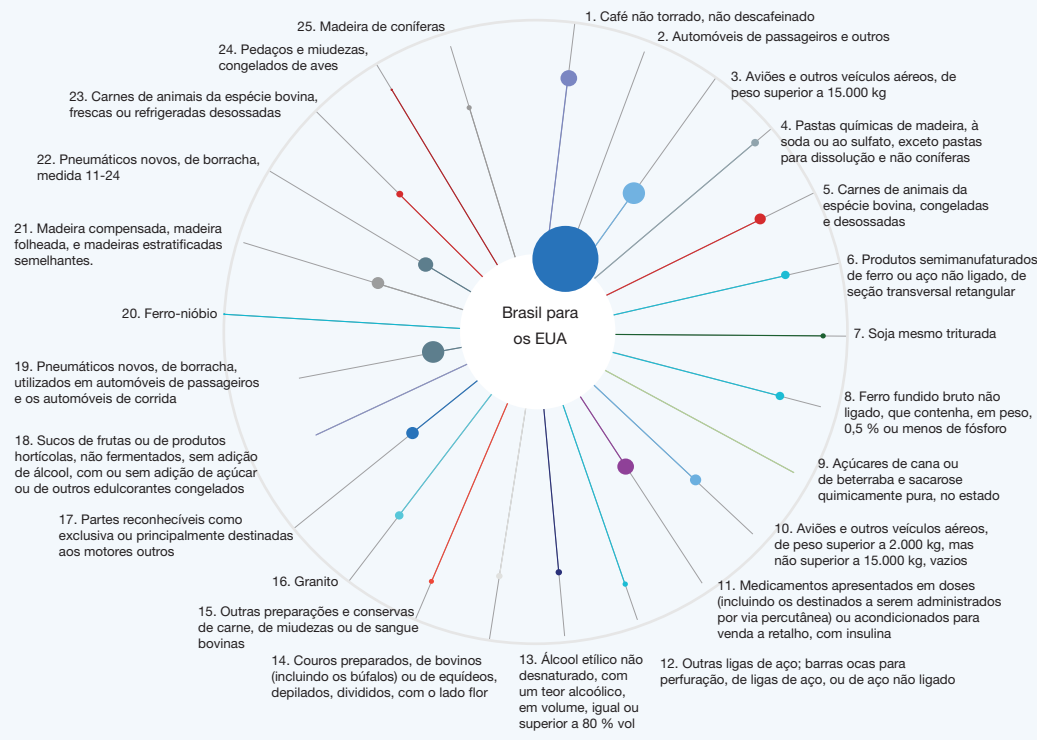 Brasil para
os EUA
1. Café não torrado, não descafeinado
2. Automóveis de passageiros e outros
3. Aviões e outros veículos aéreos, de
peso superior a 15.000 kg
4. Pastas químicas de madeira, à
soda ou ao sulfato, exceto pastas
para dissolução e não coníferas
5. Carnes de animais da
espécie bovina, congeladas
e desossadas
6. Produtos semimanufaturados
de ferro ou aço não ligado, de
seção transversal retangular
7. Soja mesmo triturada
8. Ferro fundido bruto não
ligado, que contenha, em peso,
0,5 % ou menos de fósforo
9. Açúcares de cana ou
de beterraba e sacarose
quimicamente pura, no estado
10. Aviões e outros veículos aéreos,
de peso superior a 2.000 kg, mas
não superior a 15.000 kg, vazios
11. Medicamentos apresentados em doses
(incluindo os destinados a serem administrados
por via percutânea) ou acondicionados para
venda a retalho, com insulina
12. Outras ligas de aço; barras ocas para
perfuração, de ligas de aço, ou de aço não ligado
13. Álcool etílico não
desnaturado, com
um teor alcoólico,
em volume, igual ou
superior a 80 % vol
14. Couros preparados, de bovinos
(incluindo os búfalos) ou de equídeos,
depilados, divididos, com o lado flor
15. Outras preparações e conservas
de carne, de miudezas ou de sangue
bovinas
16. Granito
17. Partes reconhecíveis como
exclusiva ou principalmente destinadas
aos motores outros
18. Sucos de frutas ou de produtos
hortícolas, não fermentados, sem adição
de álcool, com ou sem adição de açúcar
ou de outros edulcorantes congelados
19. Pneumáticos novos, de borracha,
utilizados em automóveis de passageiros
e os automóveis de corrida
20. Ferro-nióbio
21. Madeira compensada, madeira
folheada, e madeiras estratificadas
semelhantes.
22. Pneumáticos novos, de borracha,
medida 11-24
23. Carnes de animais da espécie bovina,
frescas ou refrigeradas desossadas
24. Pedaços e miudezas,
congelados de aves
25. Madeira de coníferas